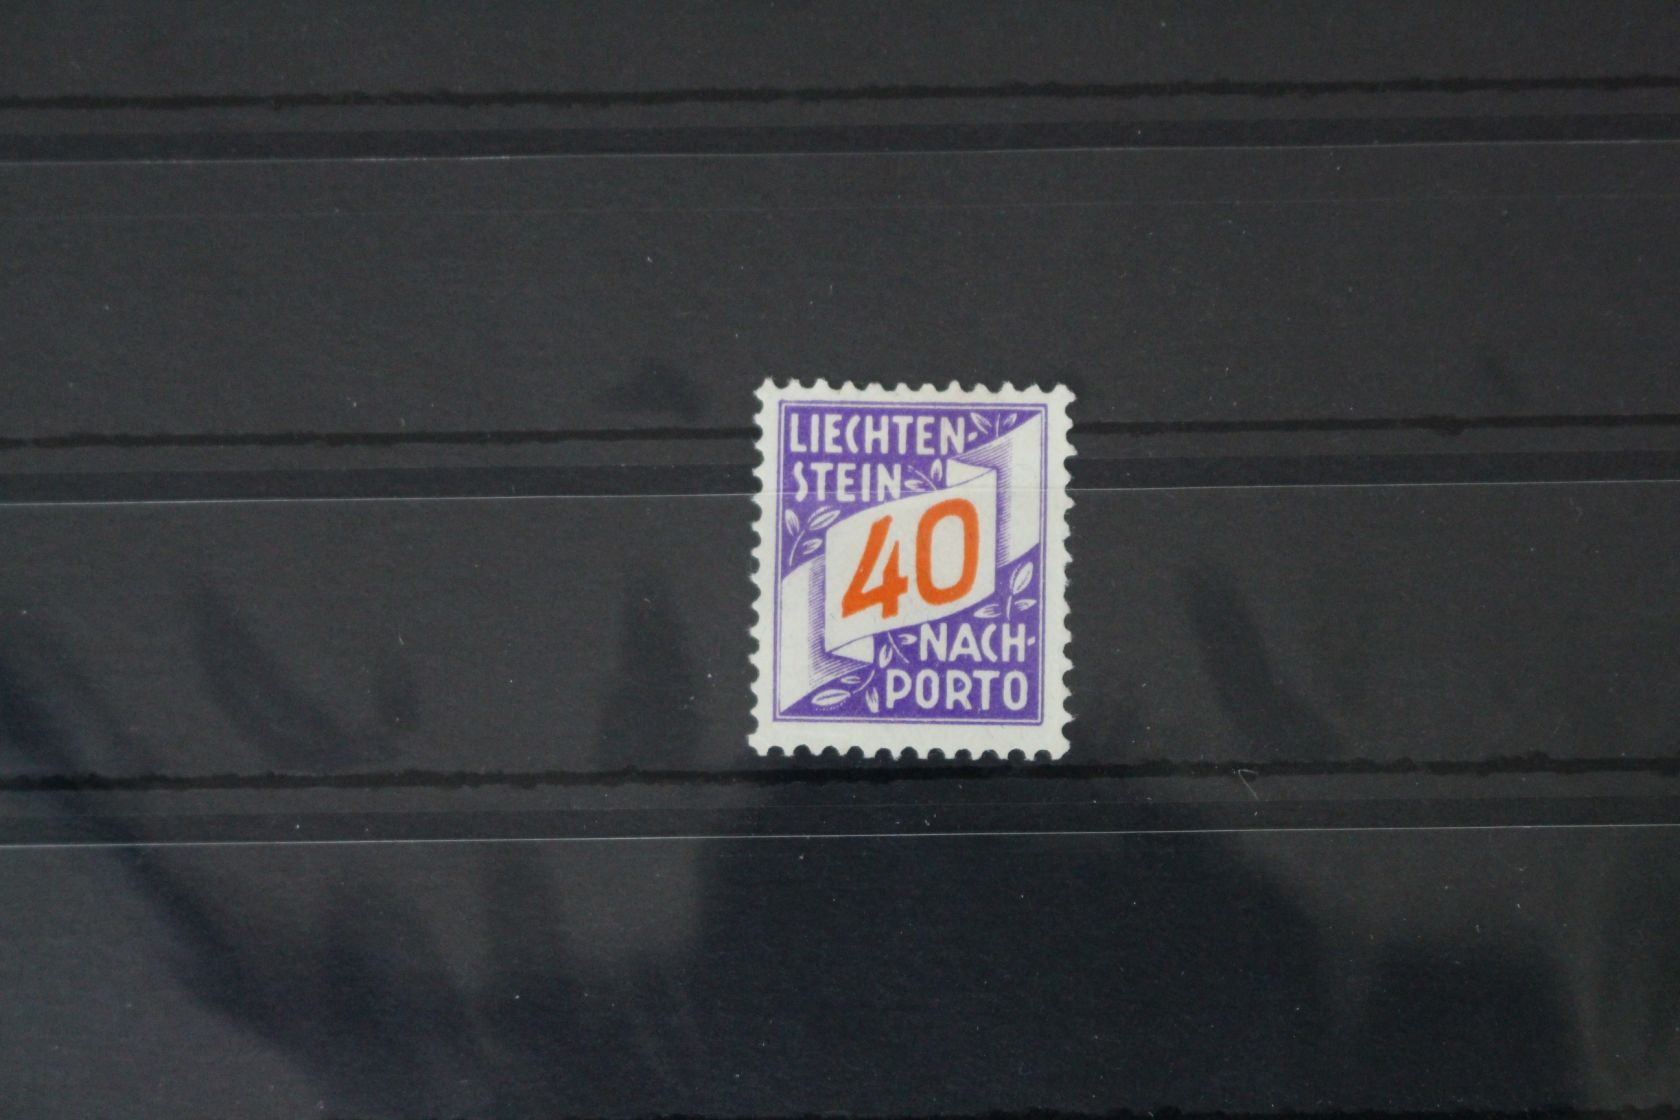 LIECHTEN-
STEIN
40
NACH-
PORTO